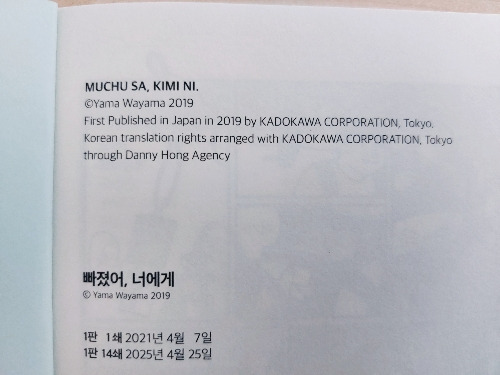 MUCHU SA, KIMI NI.
©Yama Wayama 2019
First Published in Japan in 2019 by KADOKAWA CORPORATION, Tokyo.
Korean translation rights arranged with KADOKAWA CORPORATION, Tokyo
through Danny Hong Agency
빠졌어, 너에게
© Yama Wayama 2019
1판 1쇄 2021년 4월 7일
1판 14쇄 2025년 4월 25일